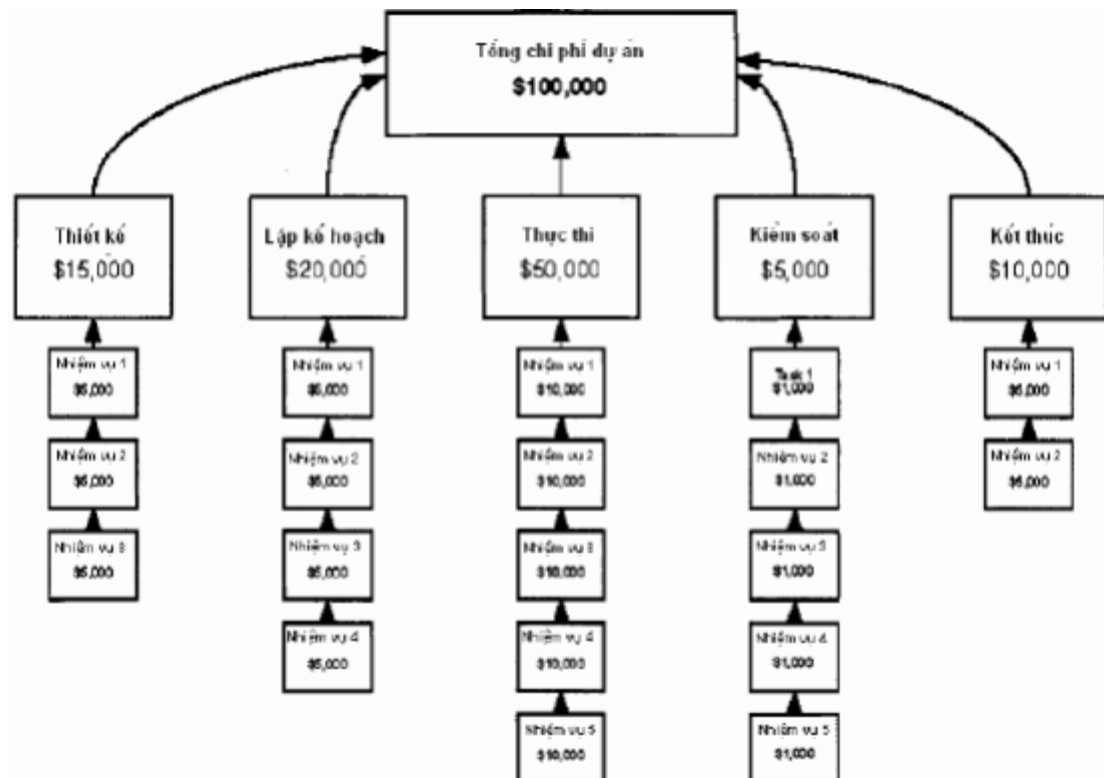 Tổng chi phí dự án
$100,000
Thiết kế
$15,000
Lập kế hoạch
$20,000
Thực thi
$50,000
Kiểm soát
$5,000
Kết thúc
$10,000
Nhiệm vụ 1
$5,000
Nhiệm vụ 2
$5,000
Nhiệm vụ 3
$5,000
Nhiệm vụ 1
$5,000
Nhiệm vụ 2
$5,000
Nhiệm vụ 3
$5,000
Nhiệm vụ 4
$5,000
Nhiệm vụ 1
$10,000
Nhiệm vụ 2
$10,000
Nhiệm vụ 3
$10,000
Nhiệm vụ 4
$10,000
Nhiệm vụ 5
$10,000
Task 1
$1,000
Nhiệm vụ 2
$1,000
Nhiệm vụ 3
$1,000
Nhiệm vụ 4
$1,000
Nhiệm vụ 5
$1,000
Nhiệm vụ 1
$5,000
Nhiệm vụ 2
$5,000